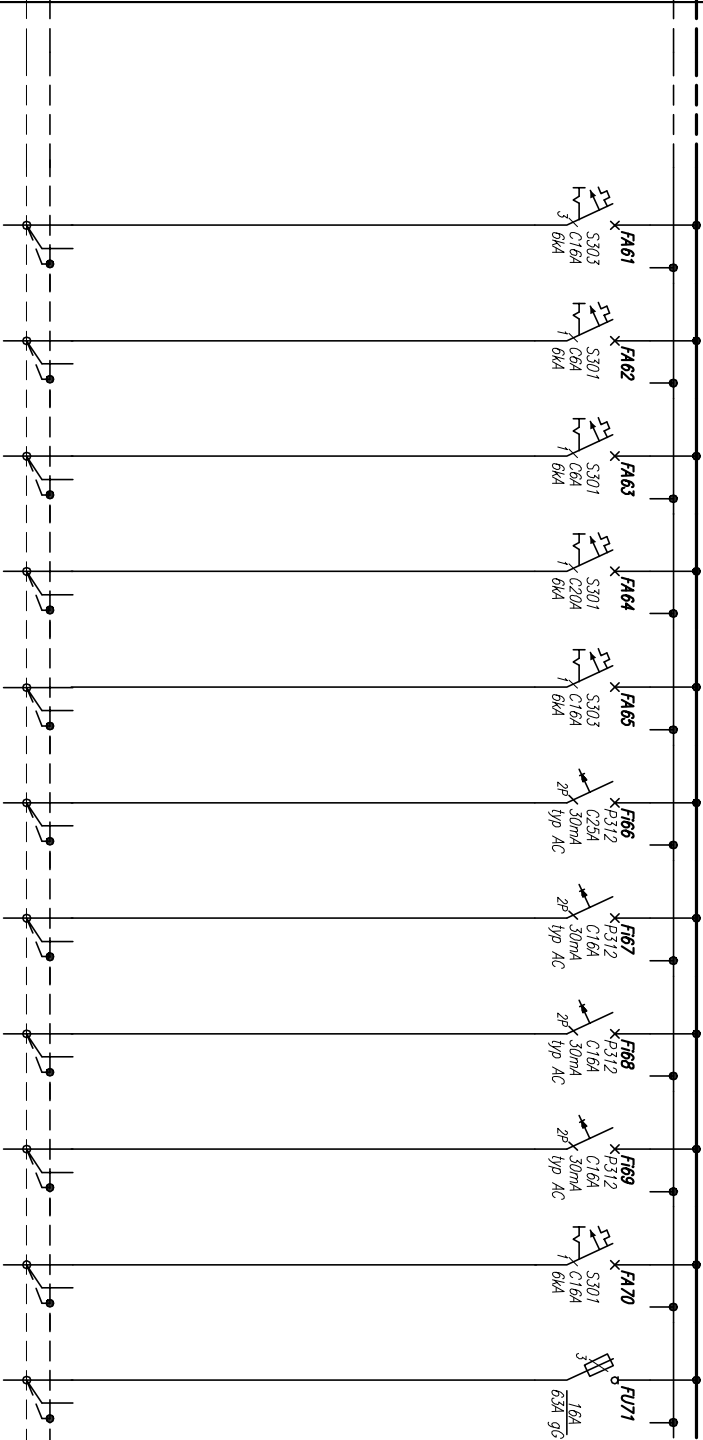 FA61
S303
C16A
6kA
3
FA62
S301
C6A
6kA
1
FA63
S301
C6A
6kA
1
FA64
S301
C20A
6kA
1
FA65
S303
C16A
6kA
1
Fi66
P312
C25A
30mA
typ AC
2P
Fi67
P312
C16A
30mA
typ AC
2P
Fi68
P312
C16A
30mA
typ AC
2P
Fi69
P312
C16A
30mA
typ AC
2P
FA70
S301
C16A
6kA
1
FU71
16A
63A gG
3